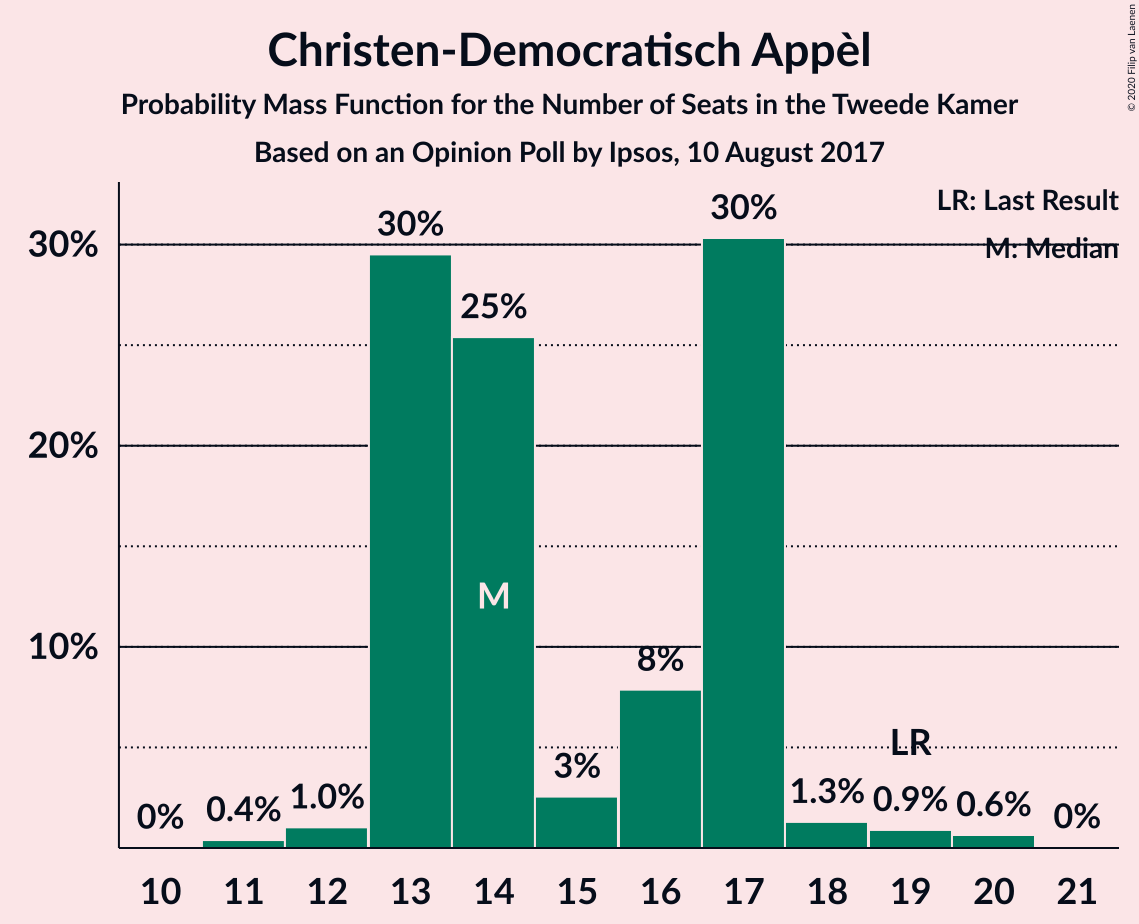 Christen-Democratisch Appèl
Probability Mass Function for the Number of Seats in the Tweede Kamer
Based on an Opinion Poll by Ipsos, 10 August 2017
© 2020 Filip van Laenen
LR: Last Result
M: Median
30%
20%
10%
0%
0.4%
1.0%
30%
25%
3%
8%
30%
1.3%
0.9%
0.6%
0%
M
LR
10 11 12 13 14 15 16 17 18 19 20 21